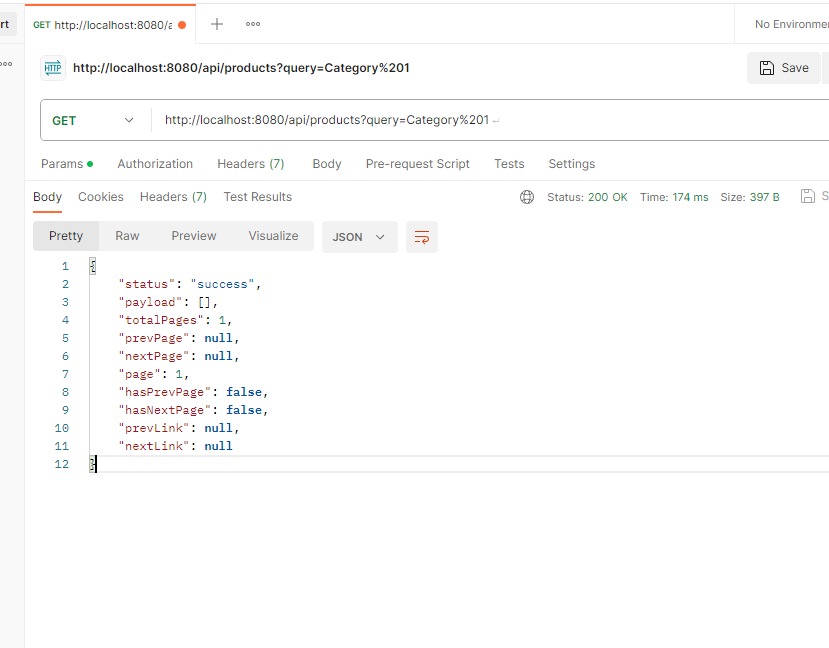 rt GET http://localhost:8080/a No Environme
HTTP http://localhost:8080/api/products?query=Category%201 Save
GET http://localhost:8080/api/products?query=Category%201
Params Authorization Headers (7) Body Pre-request Script Tests Settings
Body Cookies Headers (7) Test Results Status: 200 OK Time: 174 ms Size: 397 B S
Pretty Raw Preview Visualize JSON
1 {
2 "status": "success",
3 "payload": [],
4 "totalPages": 1,
5 "prevPage": null,
6 "nextPage": null,
7 "page": 1,
8 "hasPrevPage": false,
9 "hasNextPage": false,
10 "prevLink": null,
11 "nextLink": null
12 }